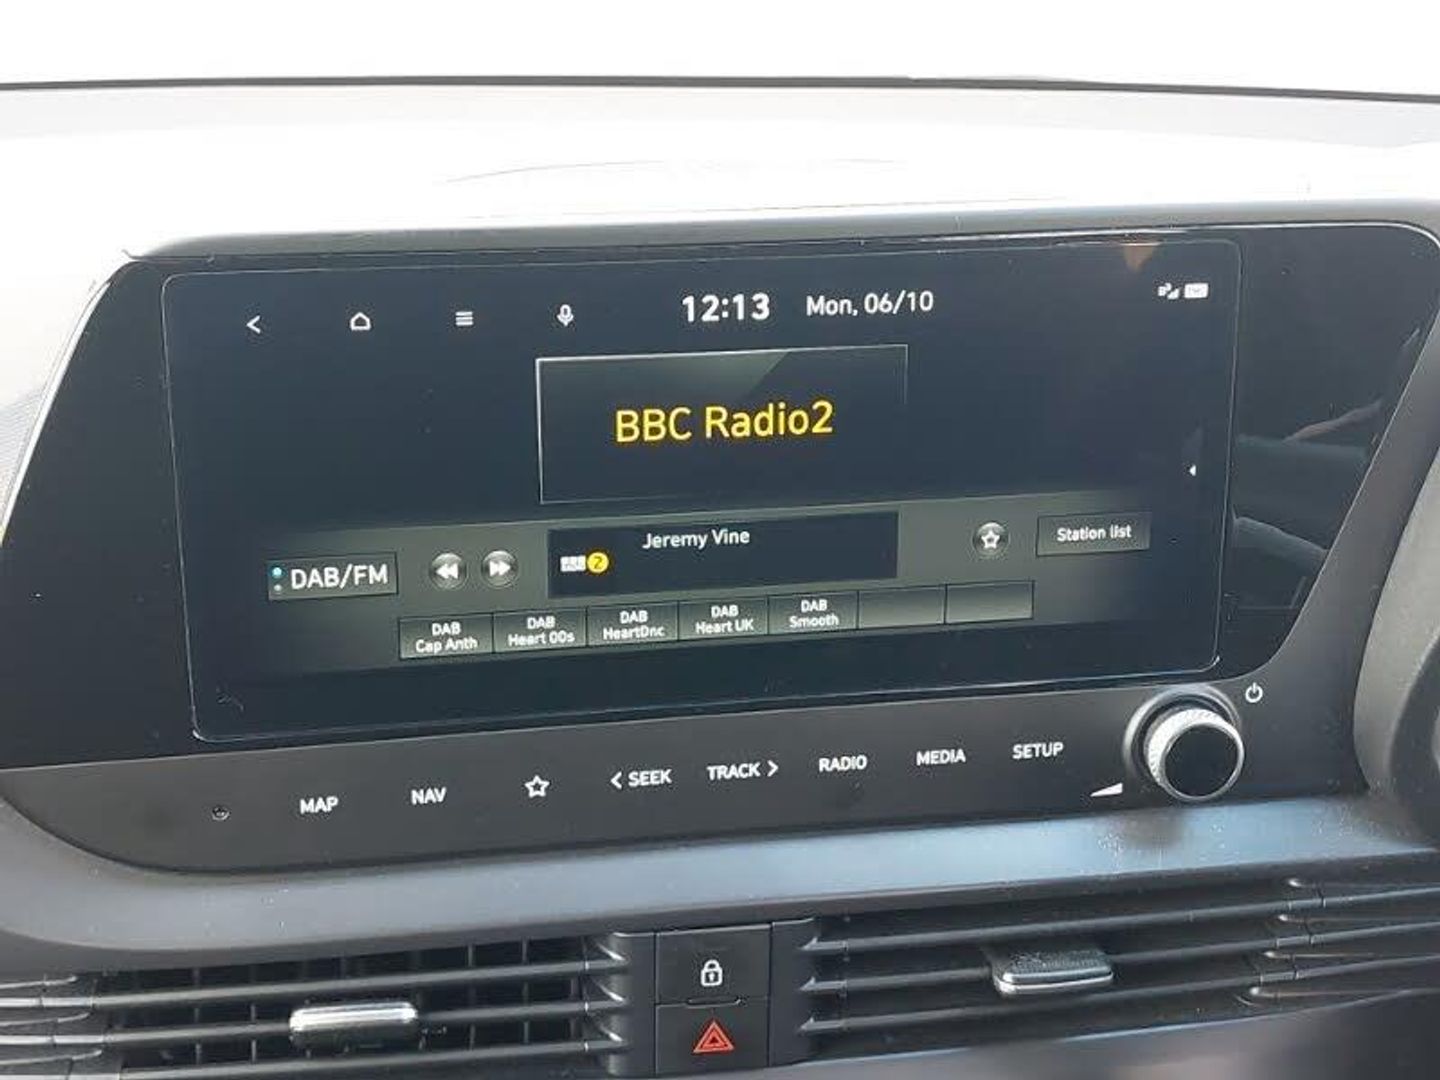 12:13 Mon, 06/10
BBC Radio2
Jeremy Vine
2
DAB/FM
Station list
DAB
Cap Anth
DAB
Heart 00s
DAB
HeartDnc
DAB
Heart UK
DAB
Smooth
MAP NAV < SEEK TRACK > RADIO MEDIA SETUP